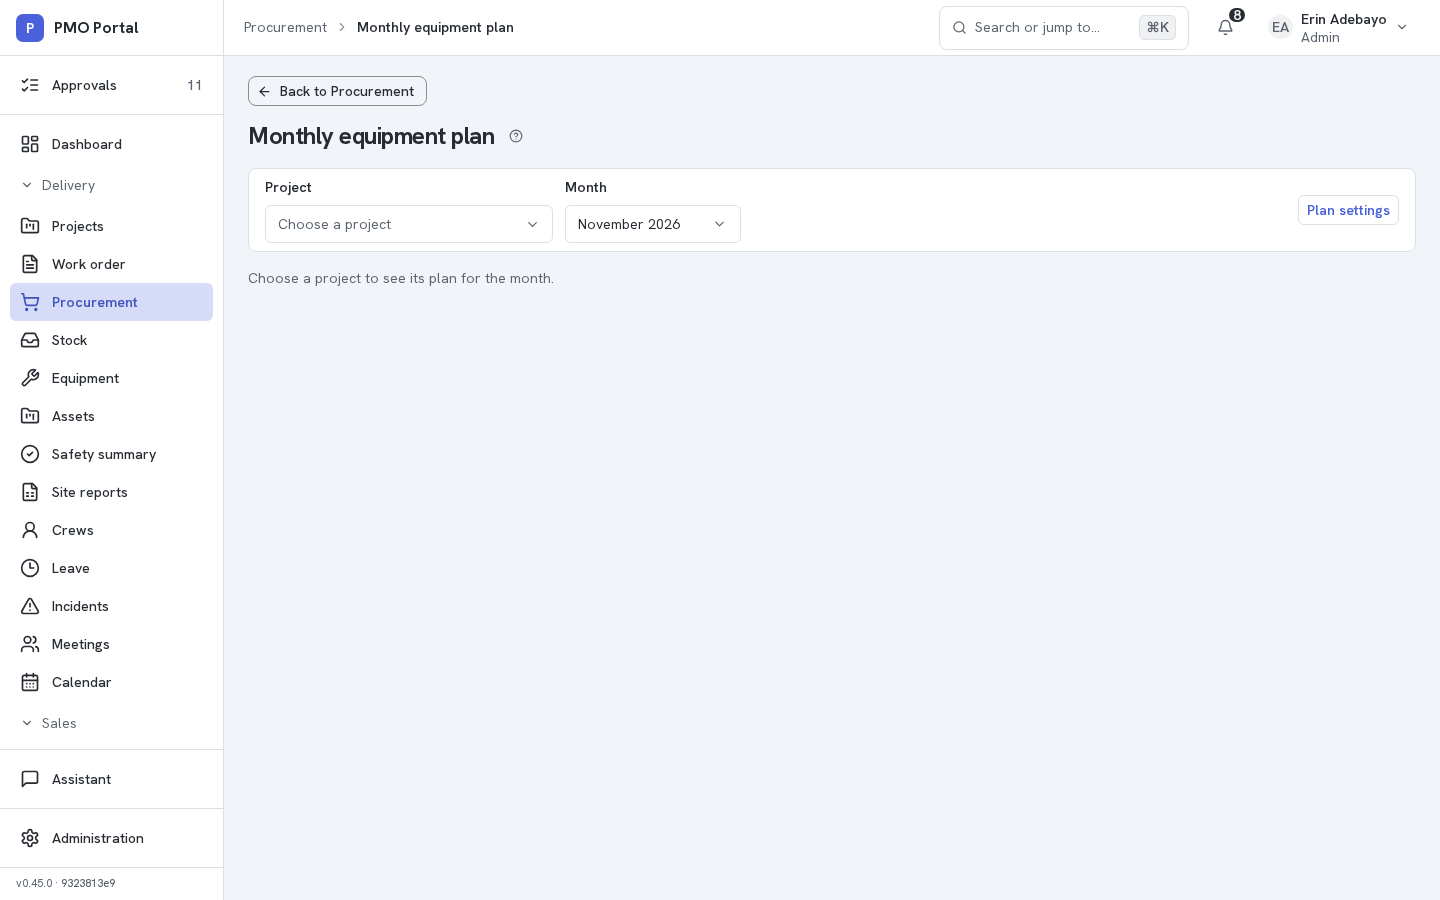 P
PMO Portal
Procurement
Monthly equipment plan
Search or jump to...
⌘K
8
EA
Erin Adebayo
Admin
Approvals
11
Dashboard
Delivery
Projects
Work order
Procurement
Stock
Equipment
Assets
Safety summary
Site reports
Crews
Leave
Incidents
Meetings
Calendar
Sales
Assistant
Administration
v0.45.0 · 9323813e9
Back to Procurement
Monthly equipment plan
Project
Month
Choose a project
November 2026
Plan settings
Choose a project to see its plan for the month.